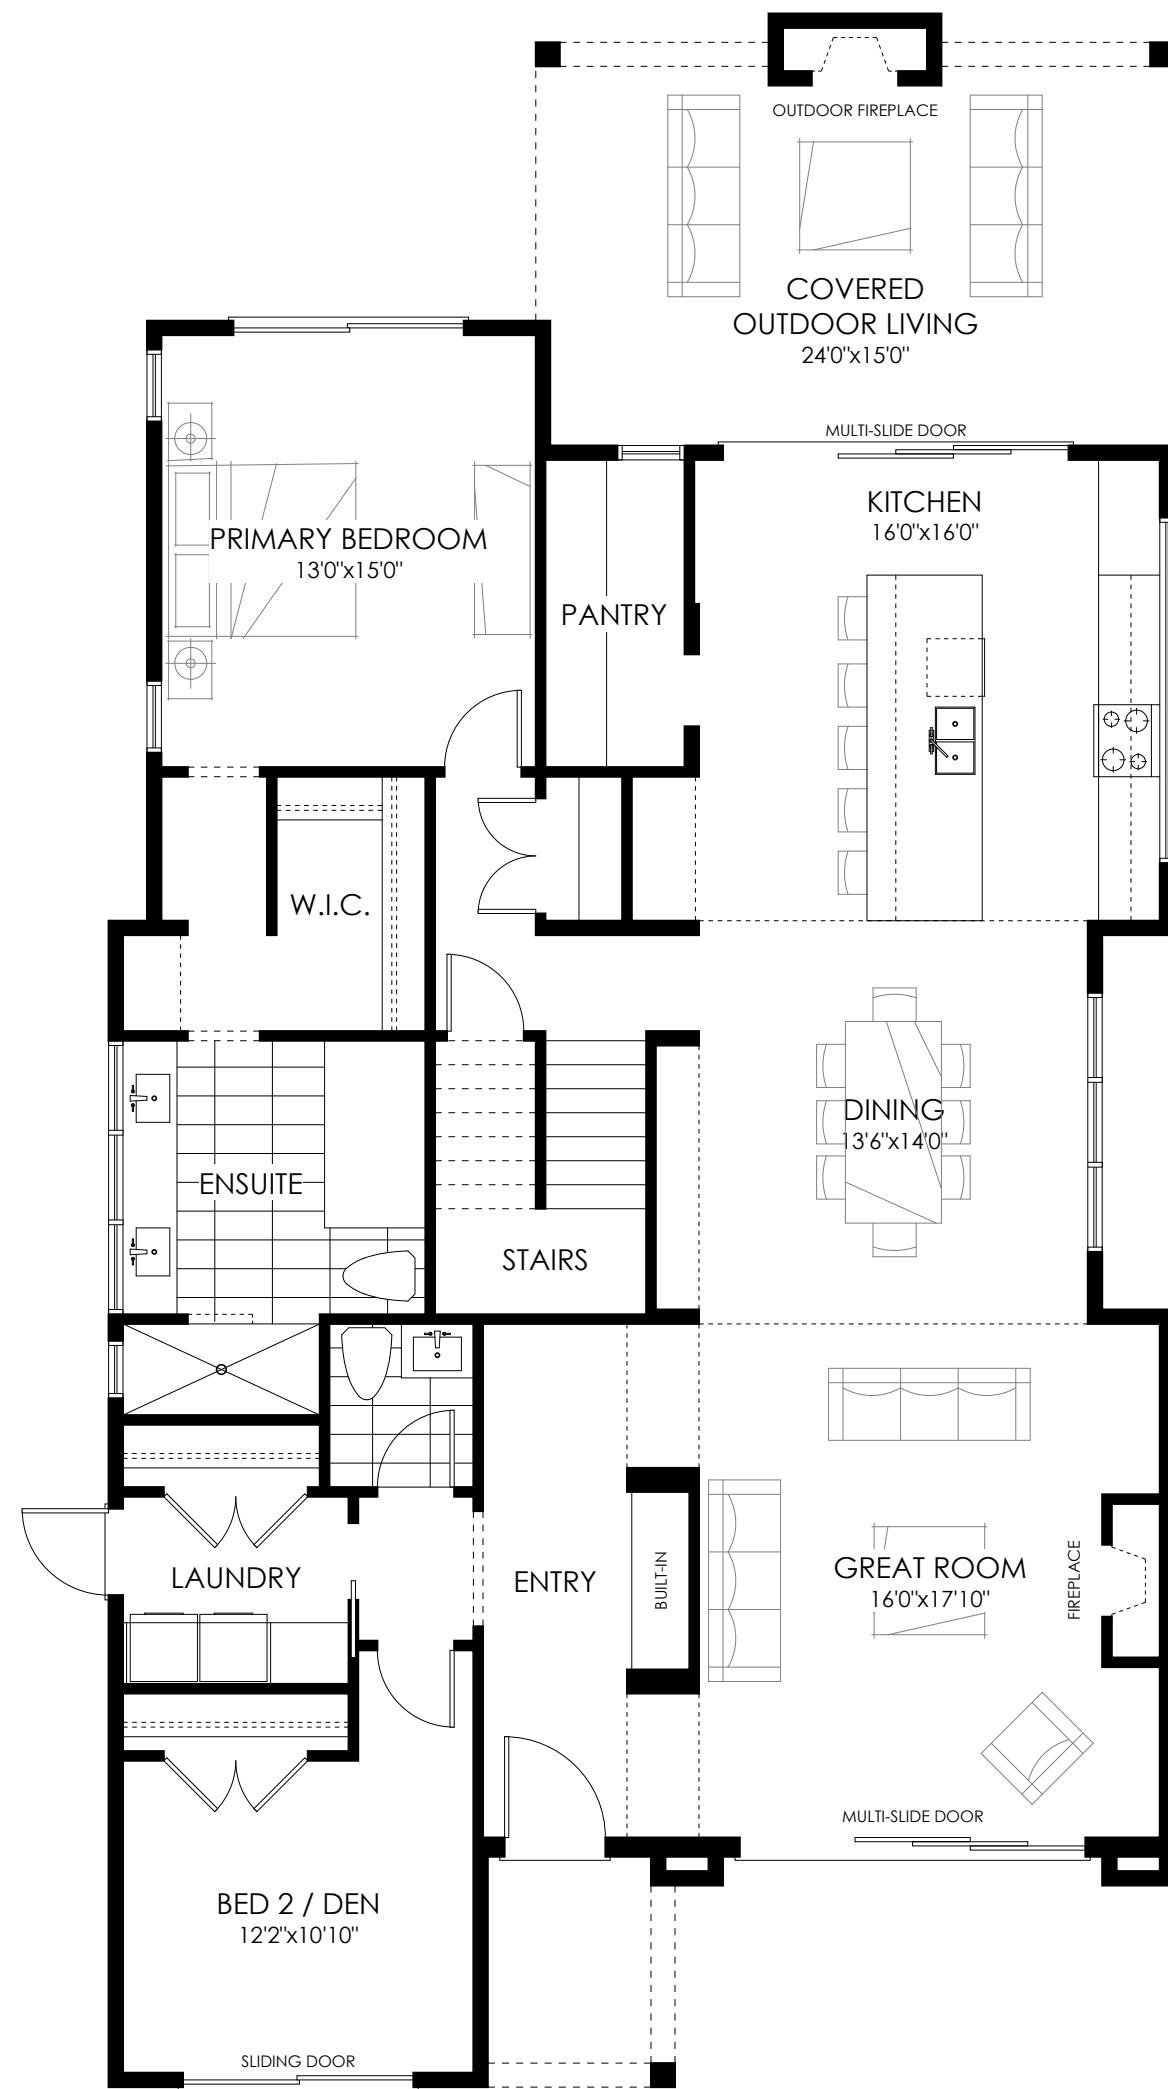 OUTDOOR FIREPLACE
COVERED
OUTDOOR LIVING
24'0"x15'0"
MULTI-SLIDE DOOR
KITCHEN
16'0"x16'0"
PRIMARY BEDROOM
13'0"x15'0"
PANTRY
W.I.C.
DINING
13'6"x14'0"
ENSUITE
STAIRS
LAUNDRY
ENTRY
BUILT-IN
GREAT ROOM
16'0"x17'10"
FIREPLACE
MULTI-SLIDE DOOR
BED 2 / DEN
12'2"x10'10"
SLIDING DOOR